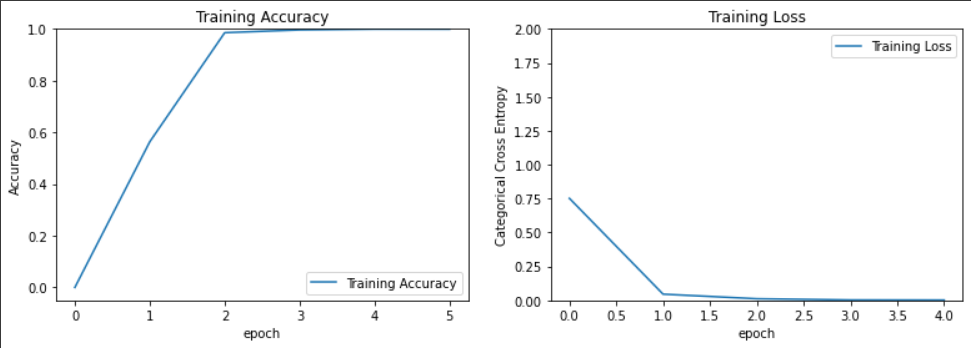 Training Accuracy
1.0
0.8
0.6
0.4
0.2
0.0
Accuracy
Training Accuracy
0 1 2 3 4 5
epoch
Training Loss
2.00
1.75
1.50
1.25
1.00
0.75
0.50
0.25
0.00
Categorical Cross Entropy
Training Loss
0.0 0.5 1.0 1.5 2.0 2.5 3.0 3.5 4.0
epoch